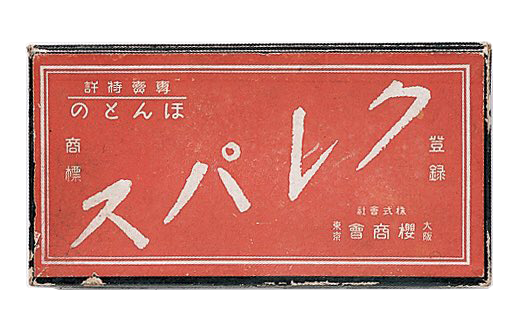 專賣特許
ほんとの
登録
商標
クレパス
株式會社
大阪
櫻商會
東京